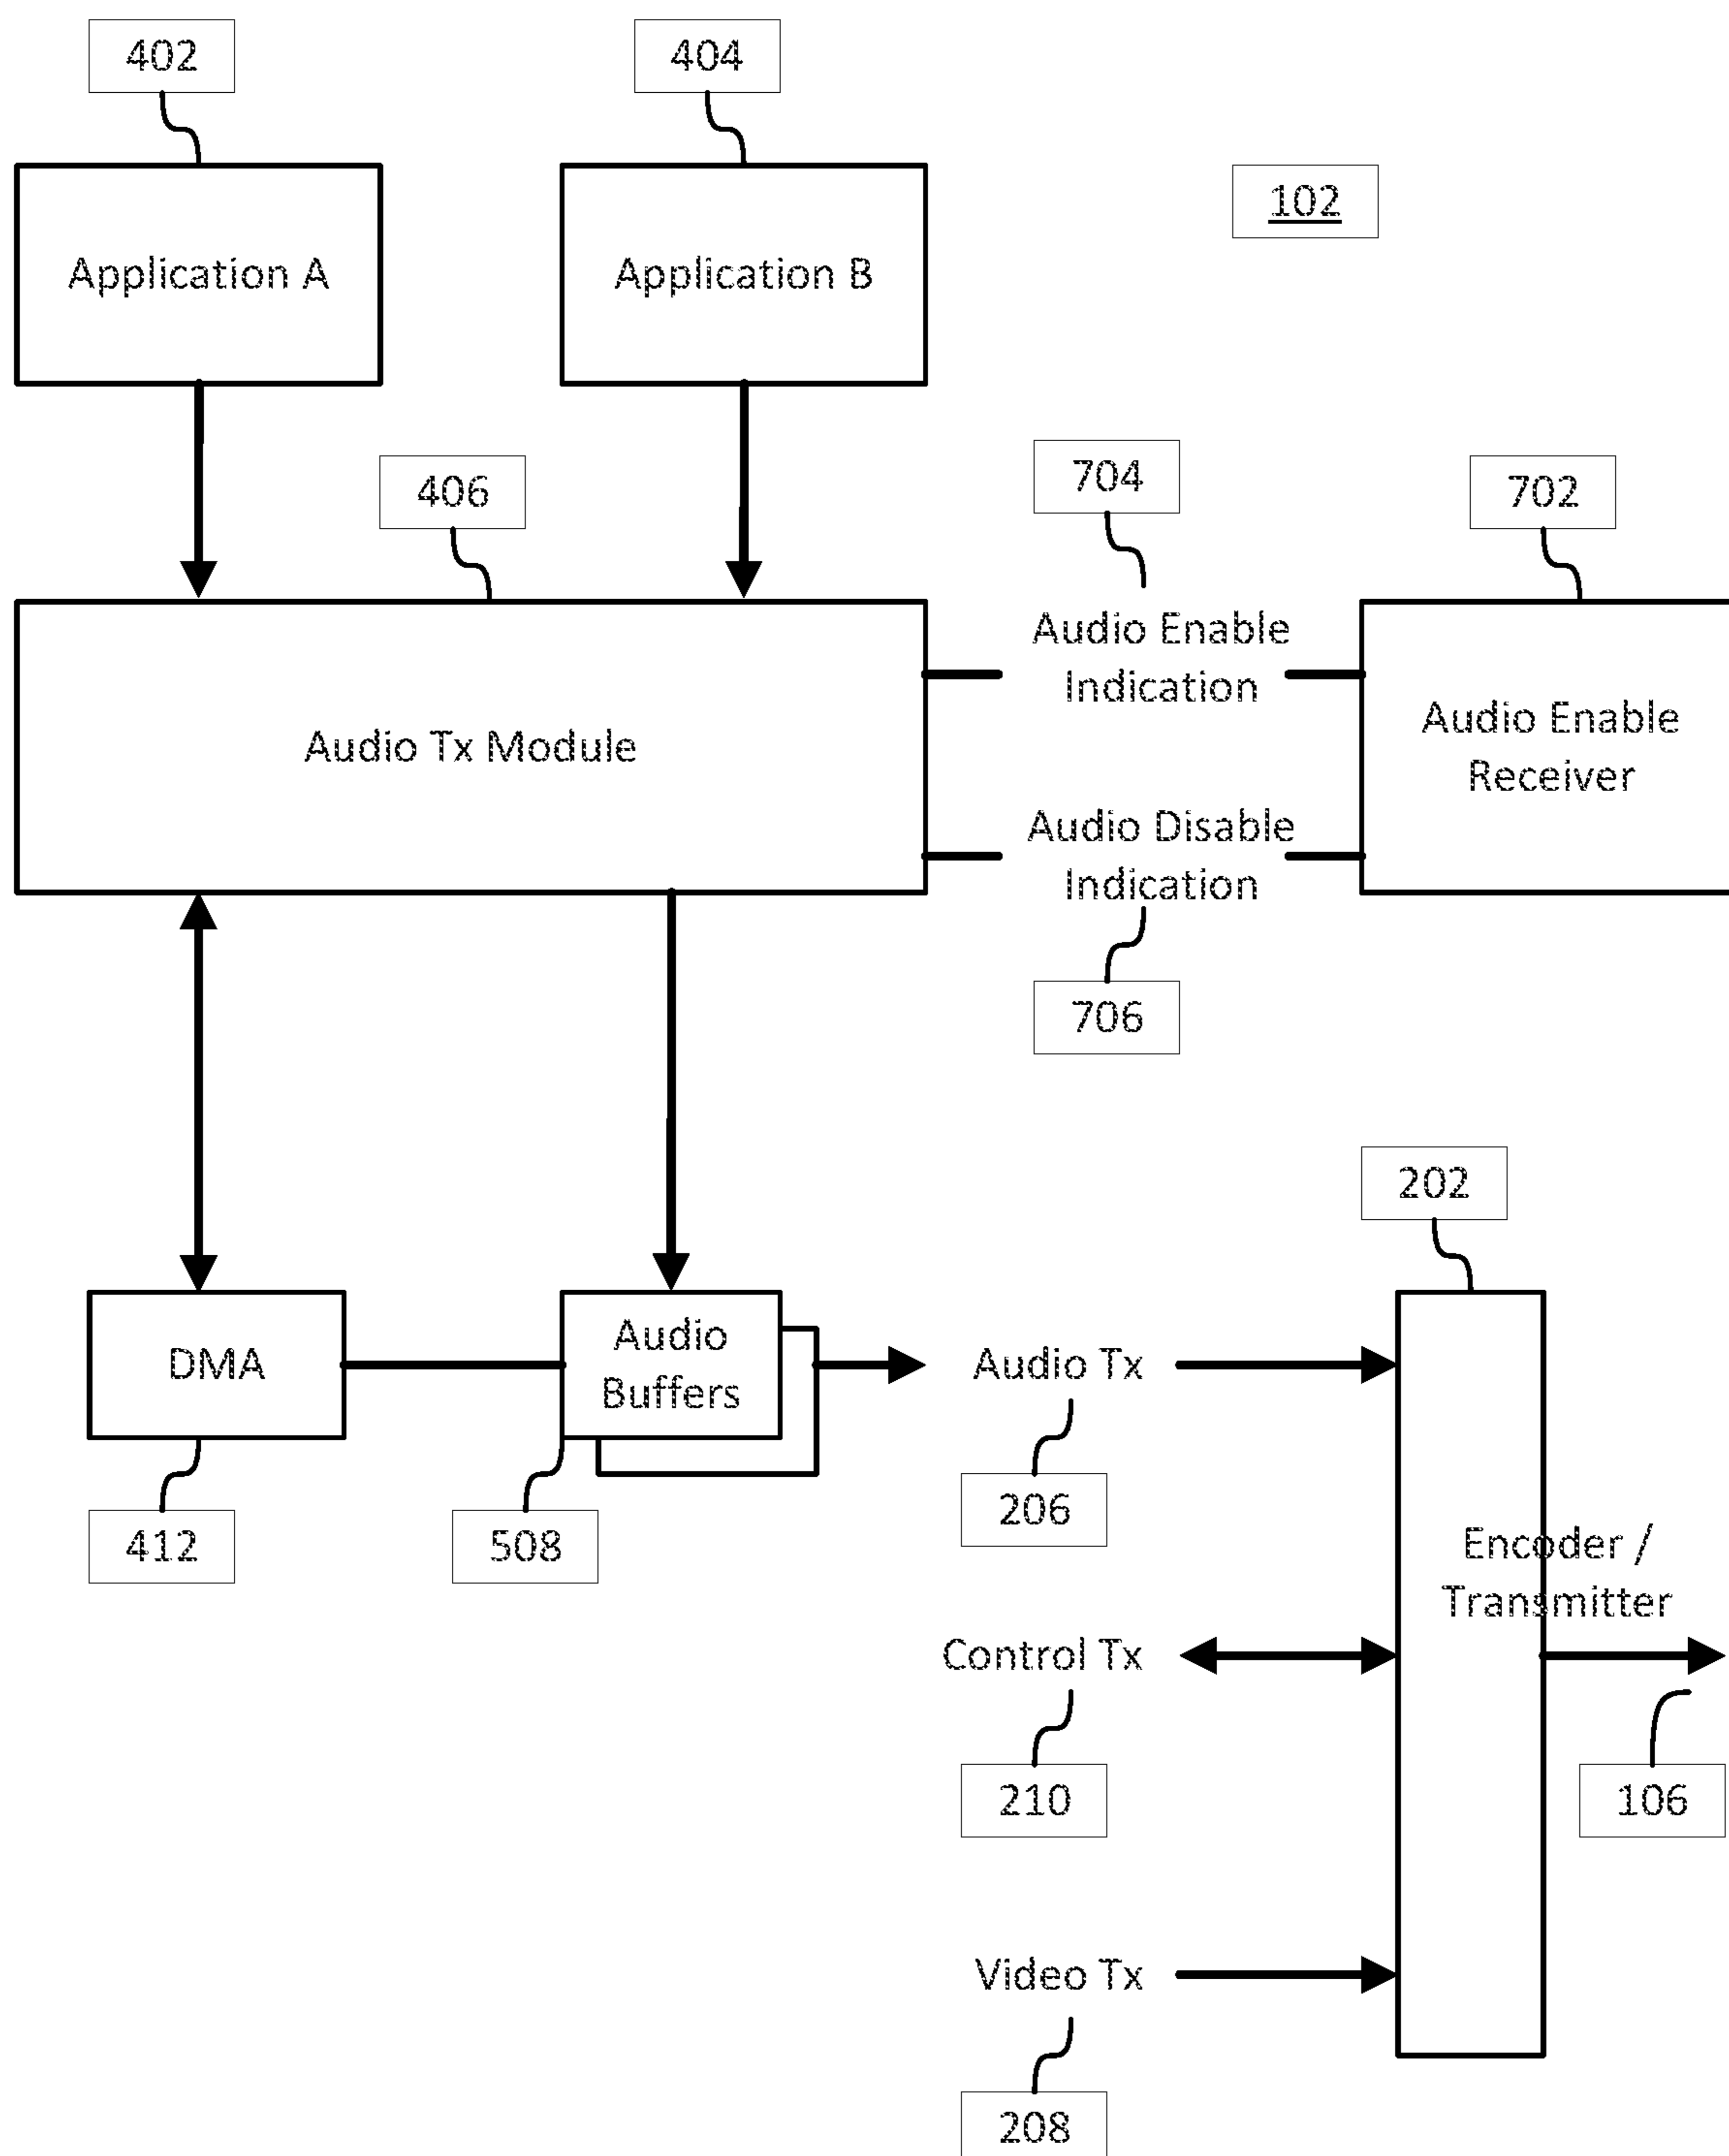 402
404
102
Application A
Application B
406
704
702
Audio Enable
Indication
Audio Tx Module
Audio Enable
Receiver
Audio Disable
Indication
706
202
DMA
Audio
Buffers
Audio Tx
412
508
206
Encoder /
Transmitter
Control Tx
210
106
Video Tx
208